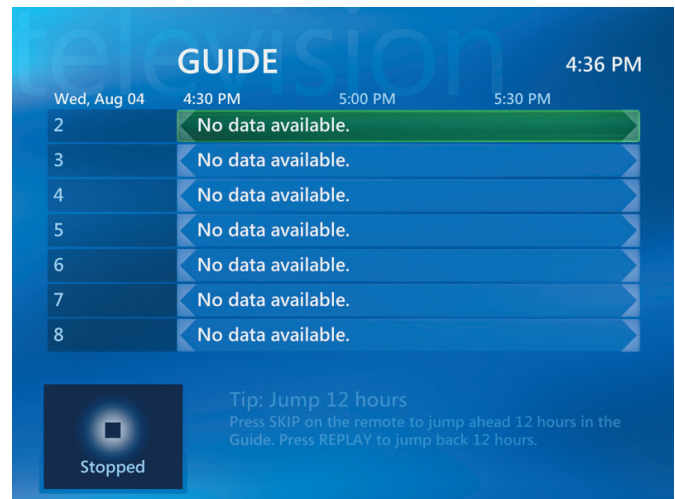 television
GUIDE
4:36 PM
Wed, Aug 04 4:30 PM 5:00 PM 5:30 PM
2 No data available.
3 No data available.
4 No data available.
5 No data available.
6 No data available.
7 No data available.
8 No data available.
Tip: Jump 12 hours
Press SKIP on the remote to jump ahead 12 hours in the
Guide. Press REPLAY to jump back 12 hours.
Stopped